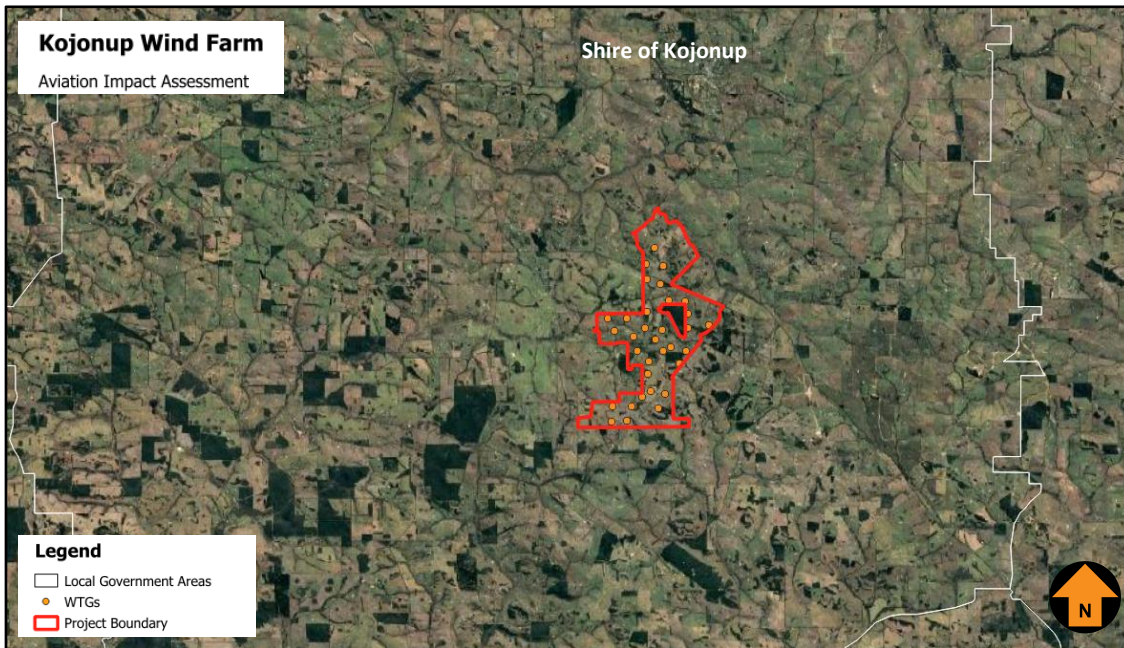 Kojonup Wind Farm
Aviation Impact Assessment
Shire of Kojonup
Legend
Local Government Areas
WTGs
Project Boundary
N